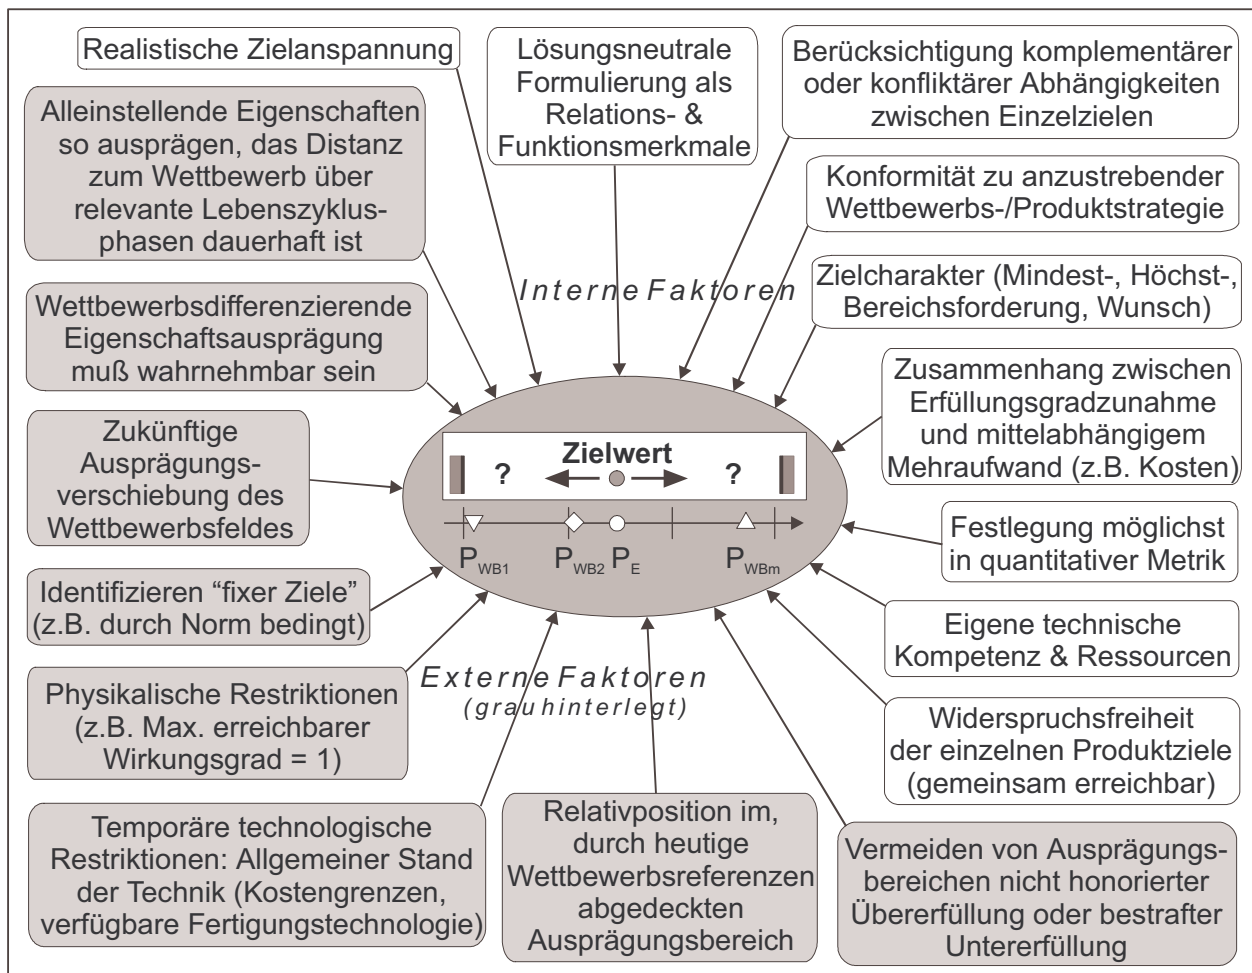 Realistische Zielanspannung
Lösungsneutrale
Formulierung als
Relations- &
Funktionsmerkmale
Berücksichtigung komplementärer
oder konfliktärer Abhängigkeiten
zwischen Einzelzielen
Alleinstellende Eigenschaften
so ausprägen, das Distanz
zum Wettbewerb über
relevante Lebenszyklus-
phasen dauerhaft ist
Konformität zu anzustrebender
Wettbewerbs-/Produktstrategie
Interne Faktoren
Zielcharakter (Mindest-, Höchst-,
Bereichsforderung, Wunsch)
Wettbewerbsdifferenzierende
Eigenschaftsausprägung
muß wahrnehmbar sein
Zusammenhang zwischen
Erfüllungsgradzunahme
und mittelabhängigem
Mehraufwand (z.B. Kosten)
Zukünftige
Ausprägungs-
verschiebung des
Wettbewerbsfeldes
Zielwert
? ?
P_WB1 P_WB2 P_E P_WBm
Festlegung möglichst
in quantitativer Metrik
Identifizieren “fixer Ziele”
(z.B. durch Norm bedingt)
Eigene technische
Kompetenz & Ressourcen
Externe Faktoren
(grau hinterlegt)
Physikalische Restriktionen
(z.B. Max. erreichbarer
Wirkungsgrad = 1)
Widerspruchsfreiheit
der einzelnen Produktziele
(gemeinsam erreichbar)
Temporäre technologische
Restriktionen: Allgemeiner Stand
der Technik (Kostengrenzen,
verfügbare Fertigungstechnologie)
Relativposition im,
durch heutige
Wettbewerbsreferenzen
abgedeckten
Ausprägungsbereich
Vermeiden von Ausprägungs-
bereichen nicht honorierter
Übererfüllung oder bestrafter
Untererfüllung